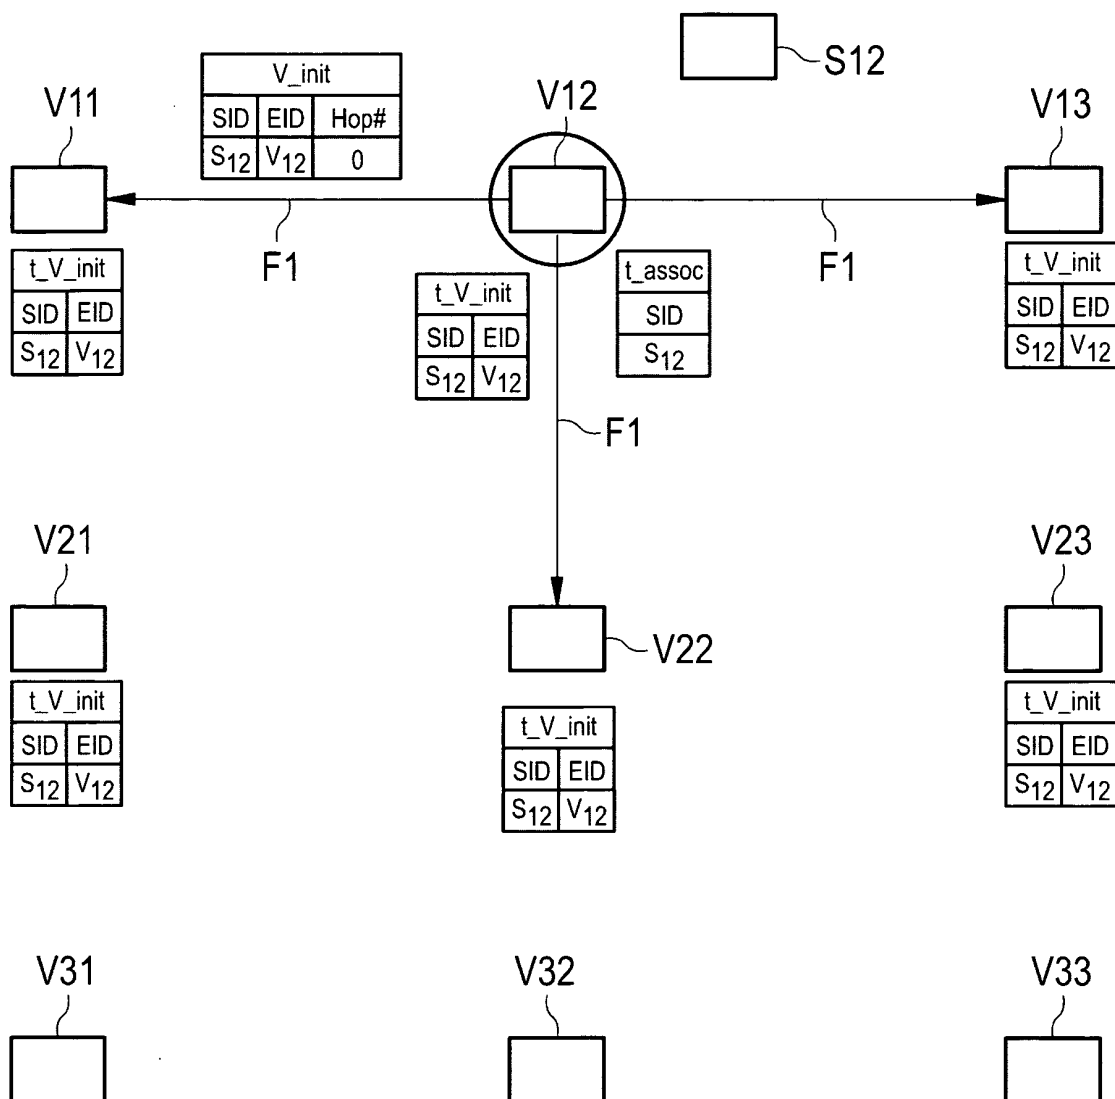 S12
V_init
SID EID Hop#
S12 V12 0
V11
V12
V13
F1
F1
t_V_init
SID EID
S12 V12
t_V_init
SID EID
S12 V12
t_assoc
SID
S12
t_V_init
SID EID
S12 V12
F1
V21
V23
V22
t_V_init
SID EID
S12 V12
t_V_init
SID EID
S12 V12
t_V_init
SID EID
S12 V12
V31
V32
V33